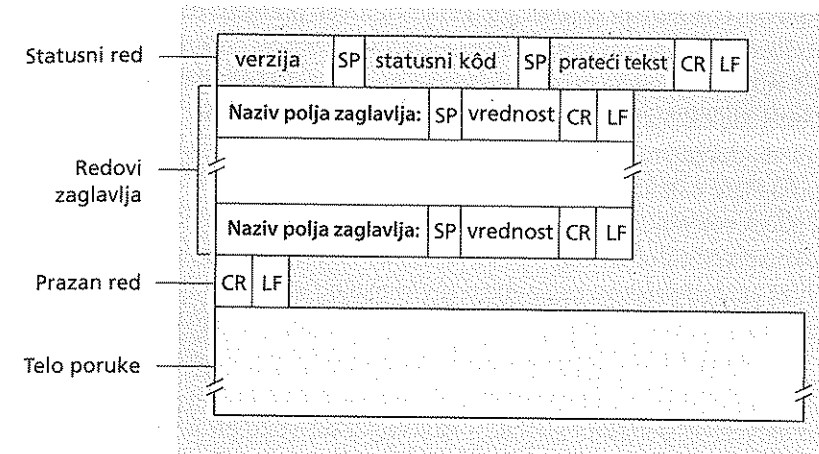 Statusni red verzija SP statusni kôd SP prateći tekst CR LF
Naziv polja zaglavlja: SP vrednost CR LF
Redovi
zaglavlja
Naziv polja zaglavlja: SP vrednost CR LF
Prazan red CR LF
Telo poruke